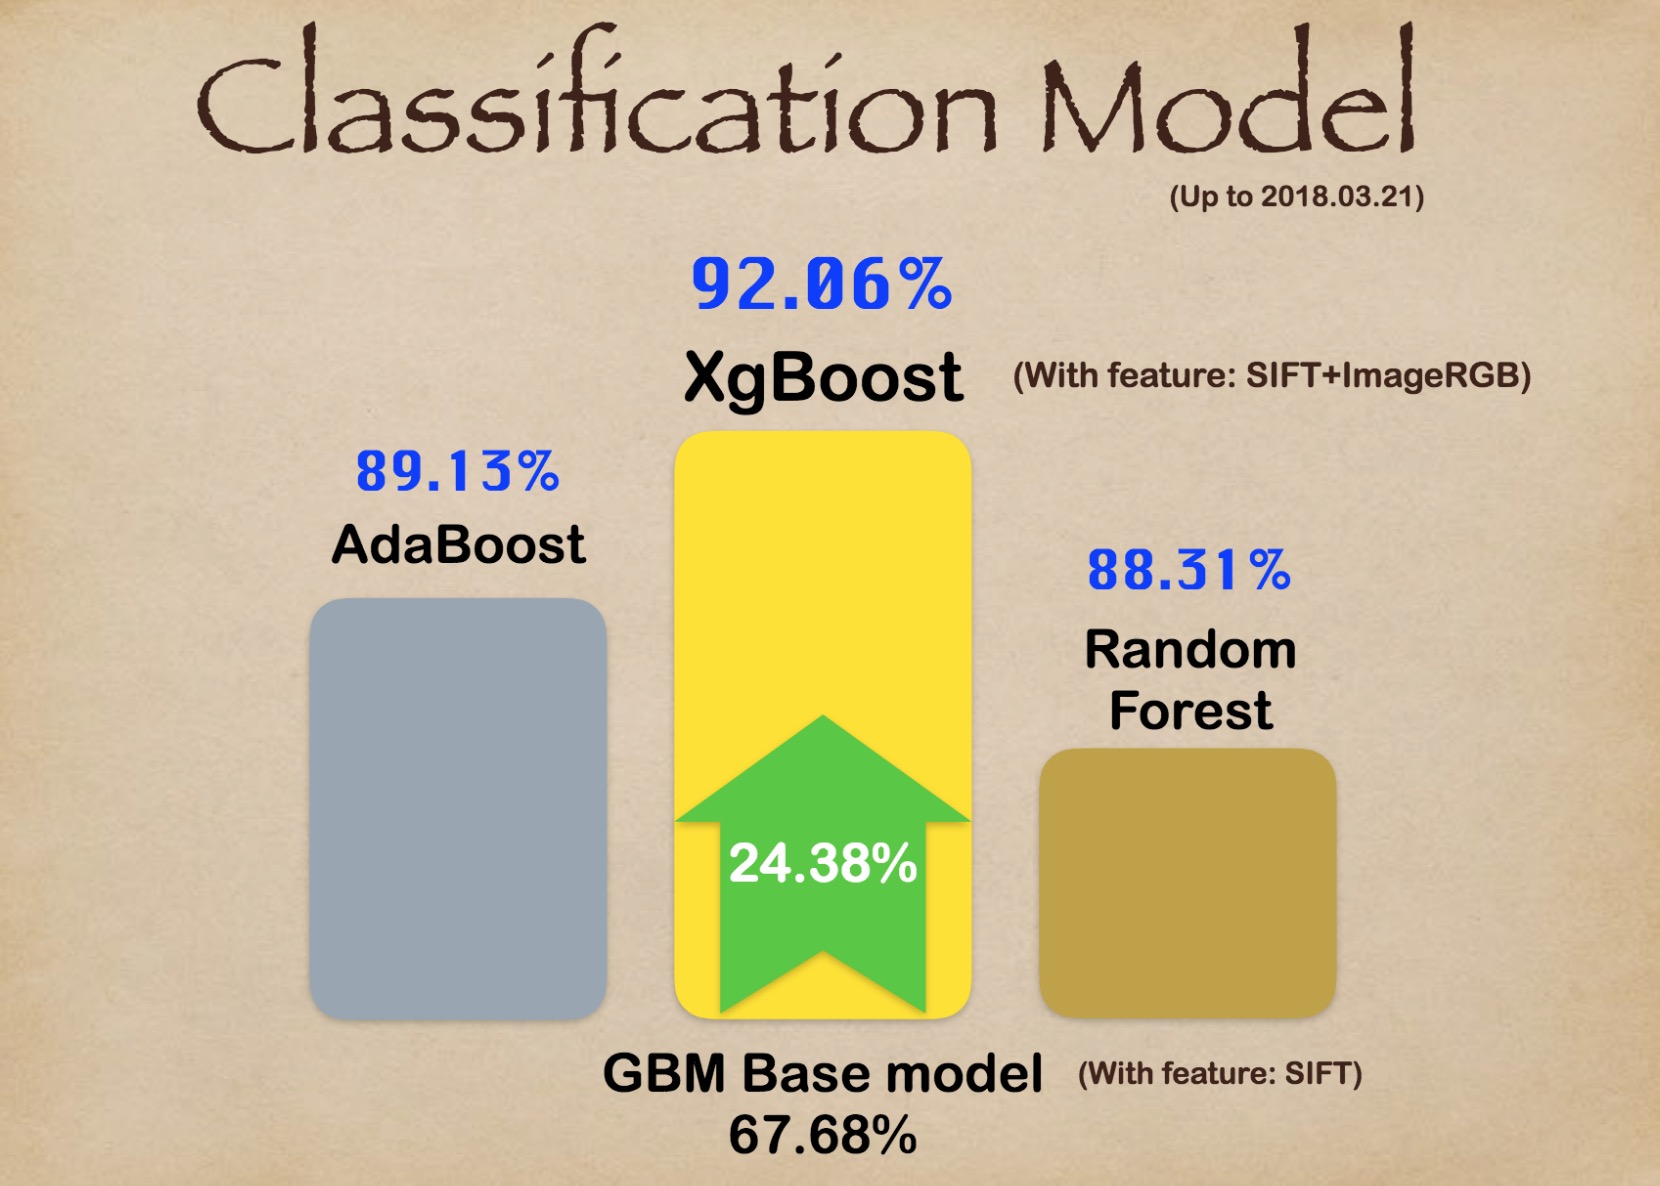 Classification Model
(Up to 2018.03.21)
92.06%
XgBoost
(With feature: SIFT+ImageRGB)
89.13%
AdaBoost
88.31%
Random
Forest
24.38%
GBM Base model
(With feature: SIFT)
67.68%